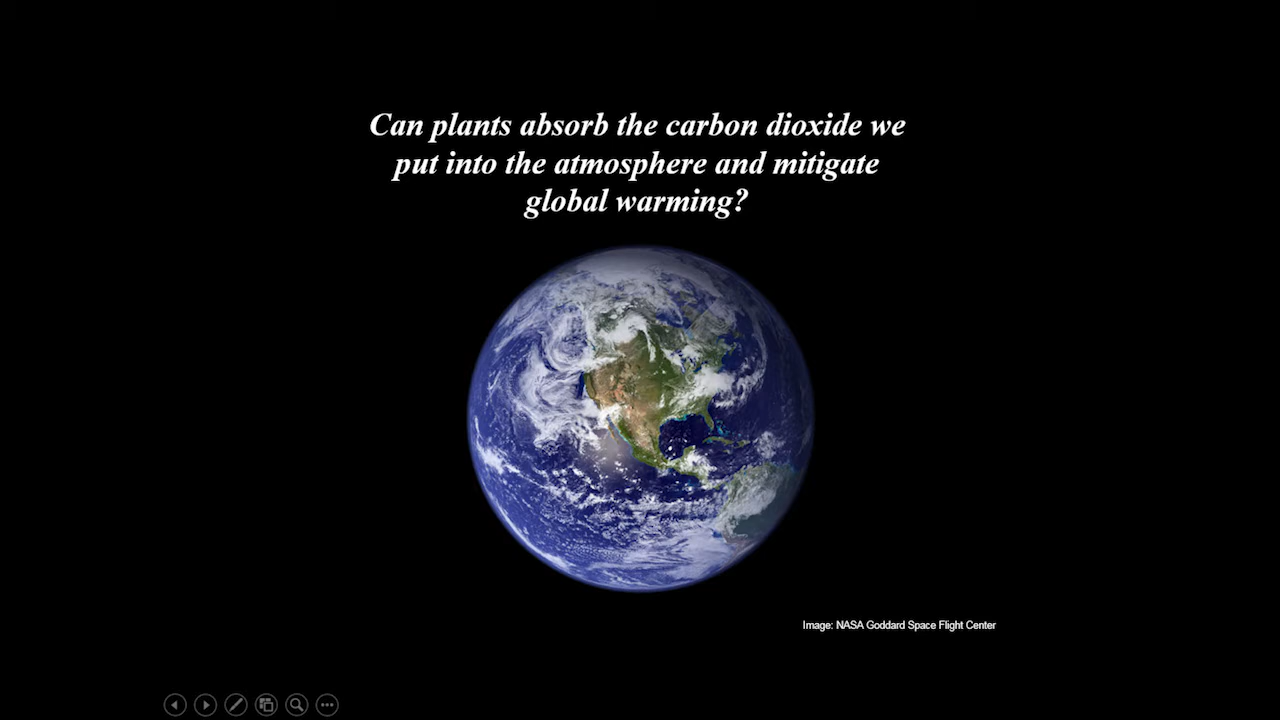 Can plants absorb the carbon dioxide we
put into the atmosphere and mitigate
global warming?
Image: NASA Goddard Space Flight Center